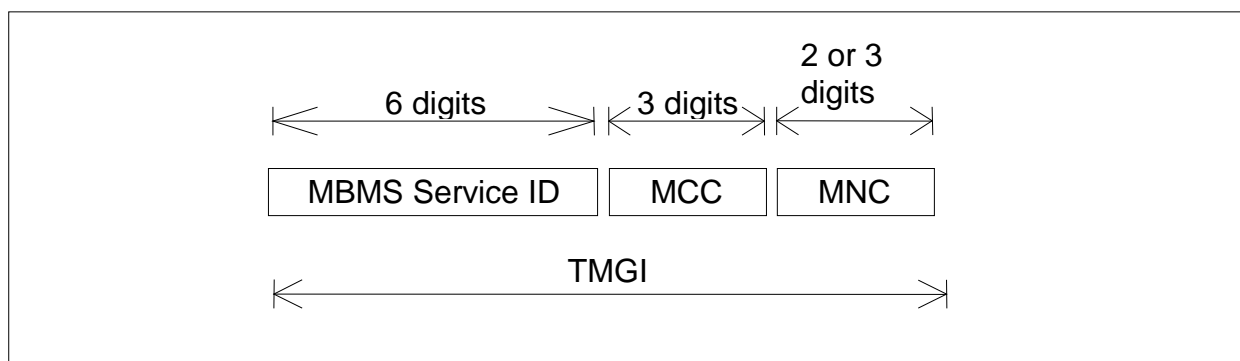 2 or 3
digits
6 digits
3 digits
MBMS Service ID
MCC
MNC
TMGI